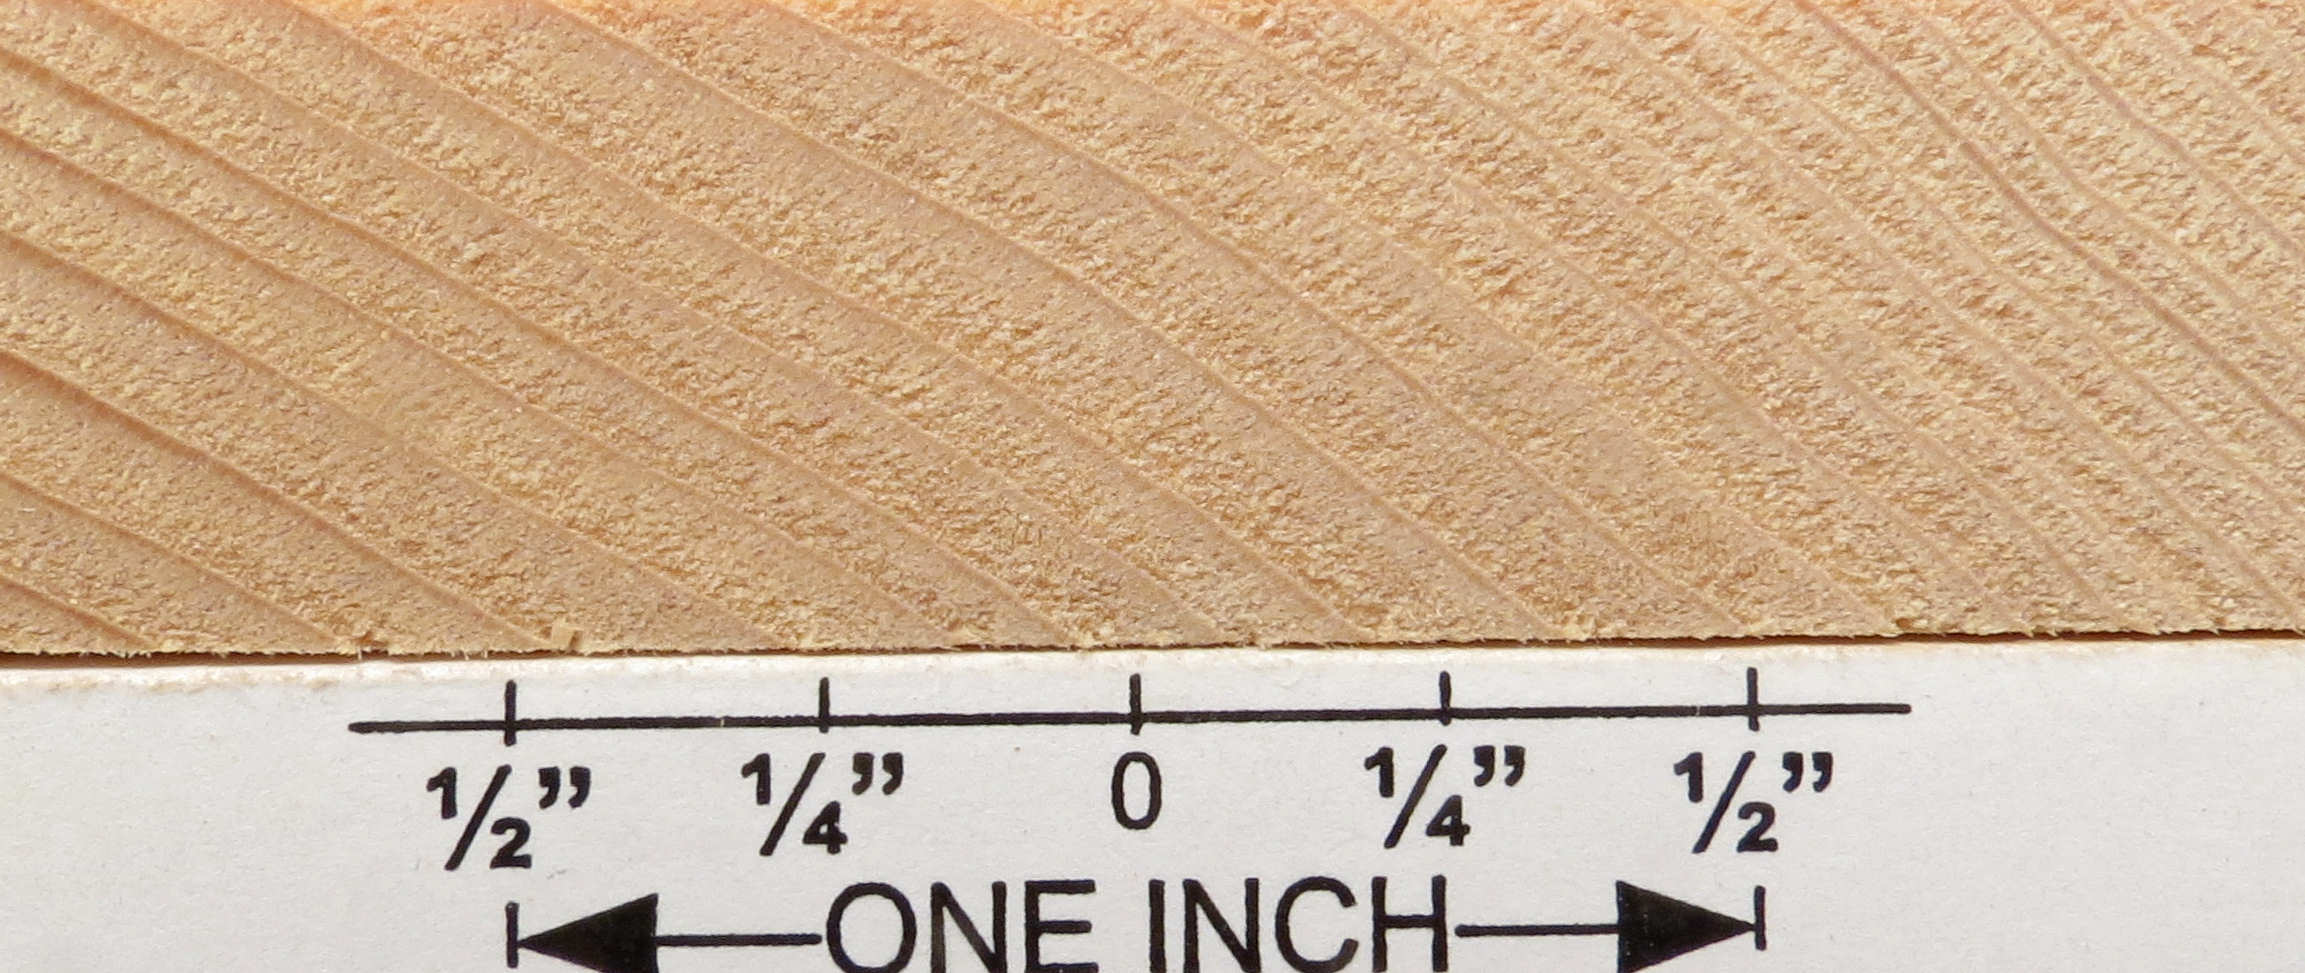 ½” ¼” 0 ¼” ½”
ONE INCH